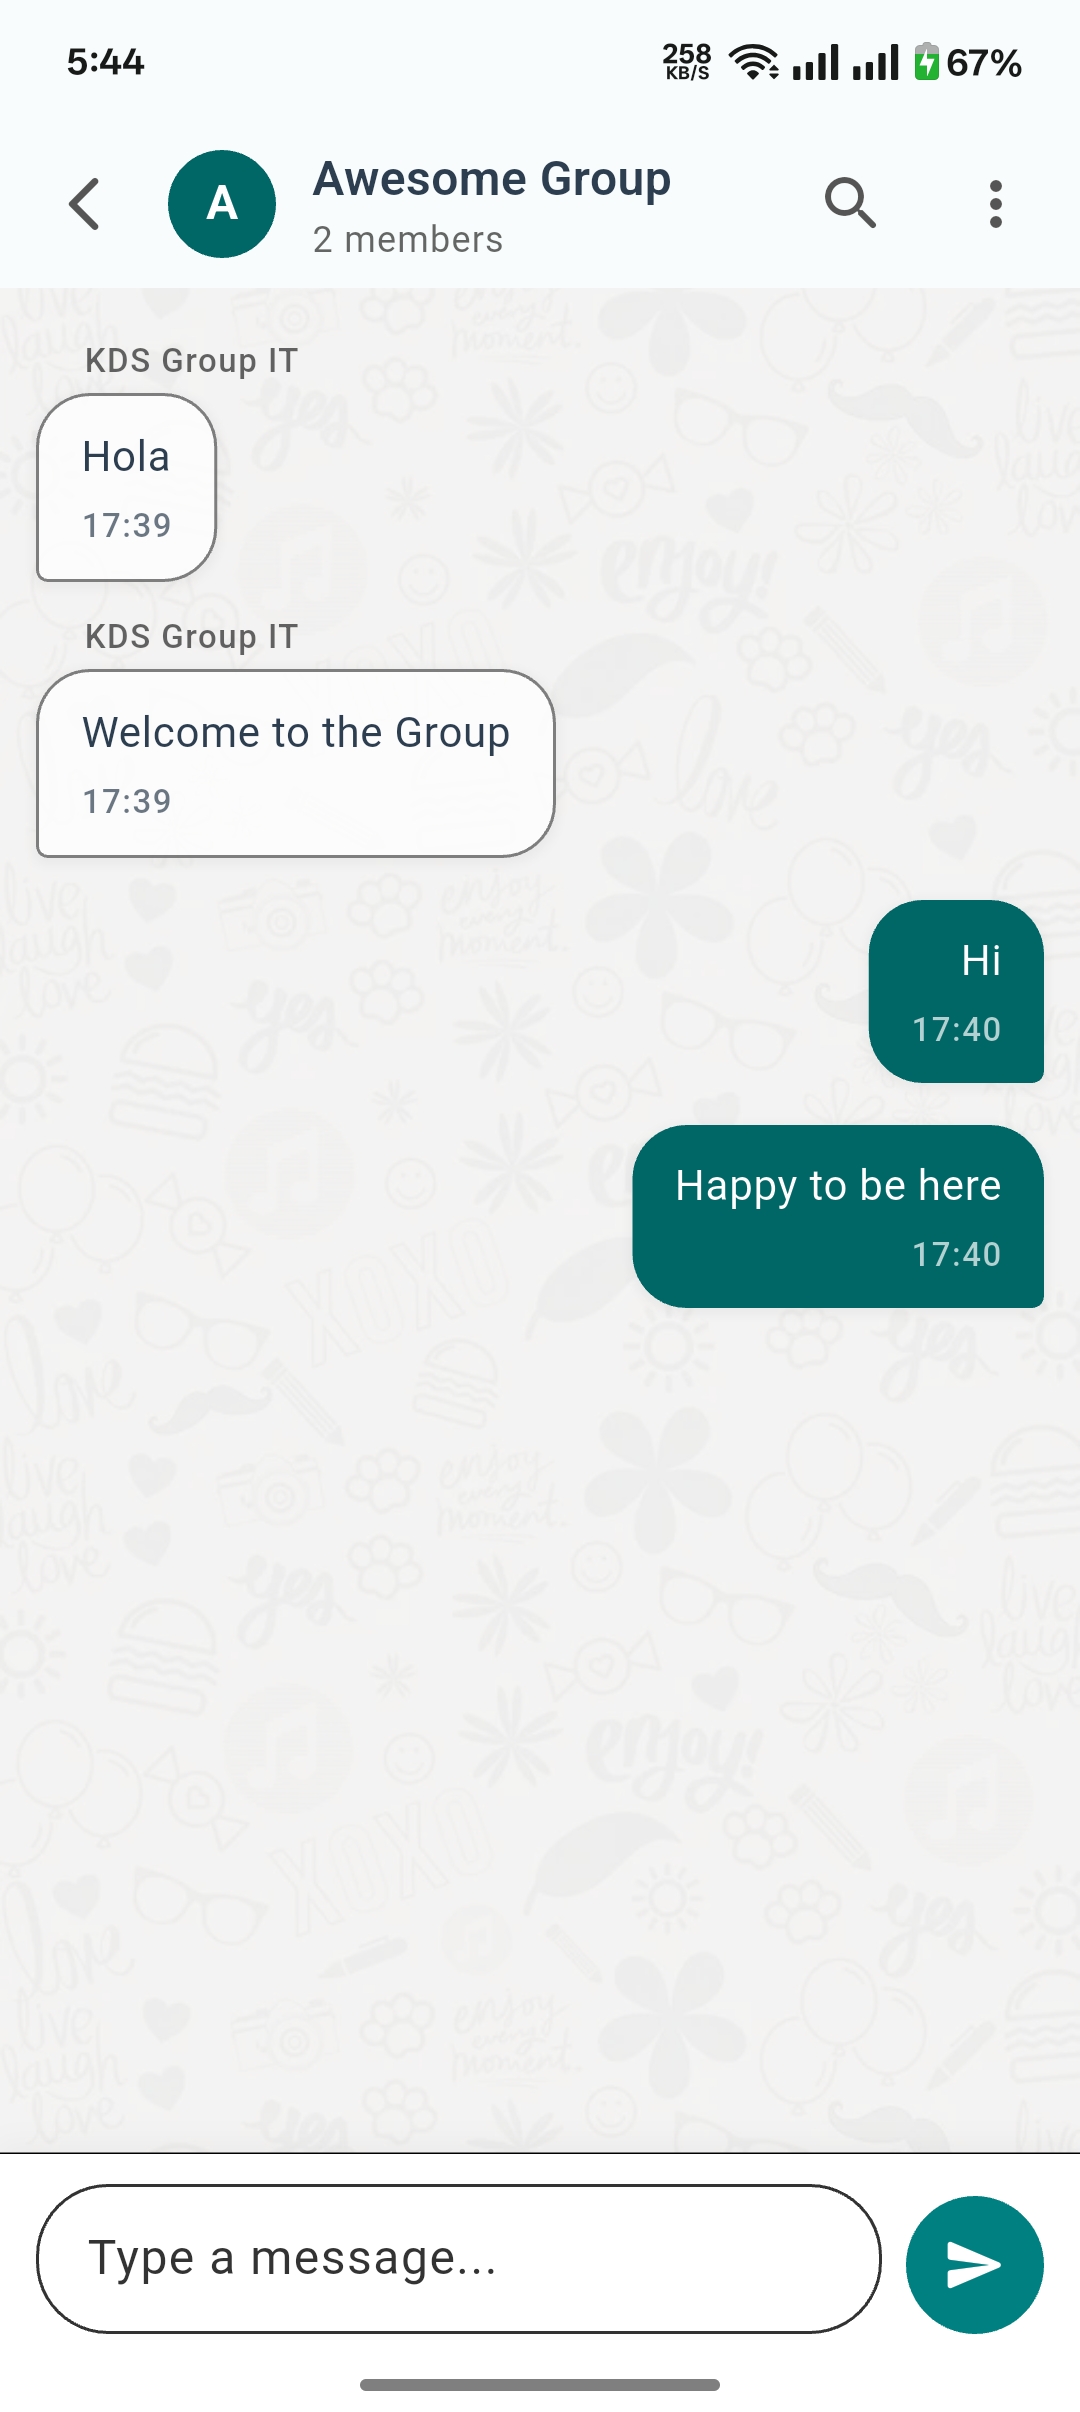 5:44
258
KB/S
67%
A
Awesome Group
2 members
KDS Group IT
Hola
17:39
KDS Group IT
Welcome to the Group
17:39
Hi
17:40
Happy to be here
17:40
Type a message...